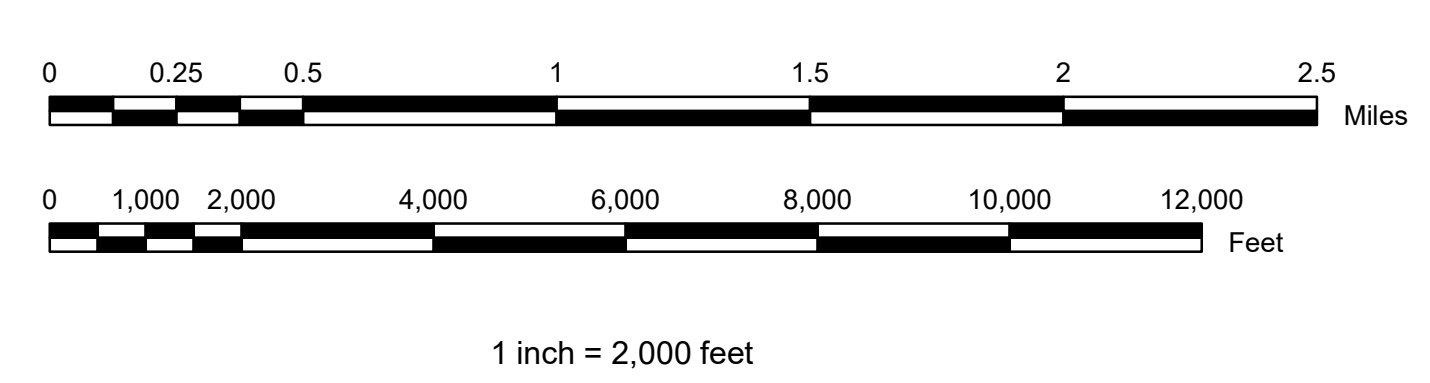 0 0.25 0.5 1 1.5 2 2.5
Miles
0 1,000 2,000 4,000 6,000 8,000 10,000 12,000
Feet
1 inch = 2,000 feet